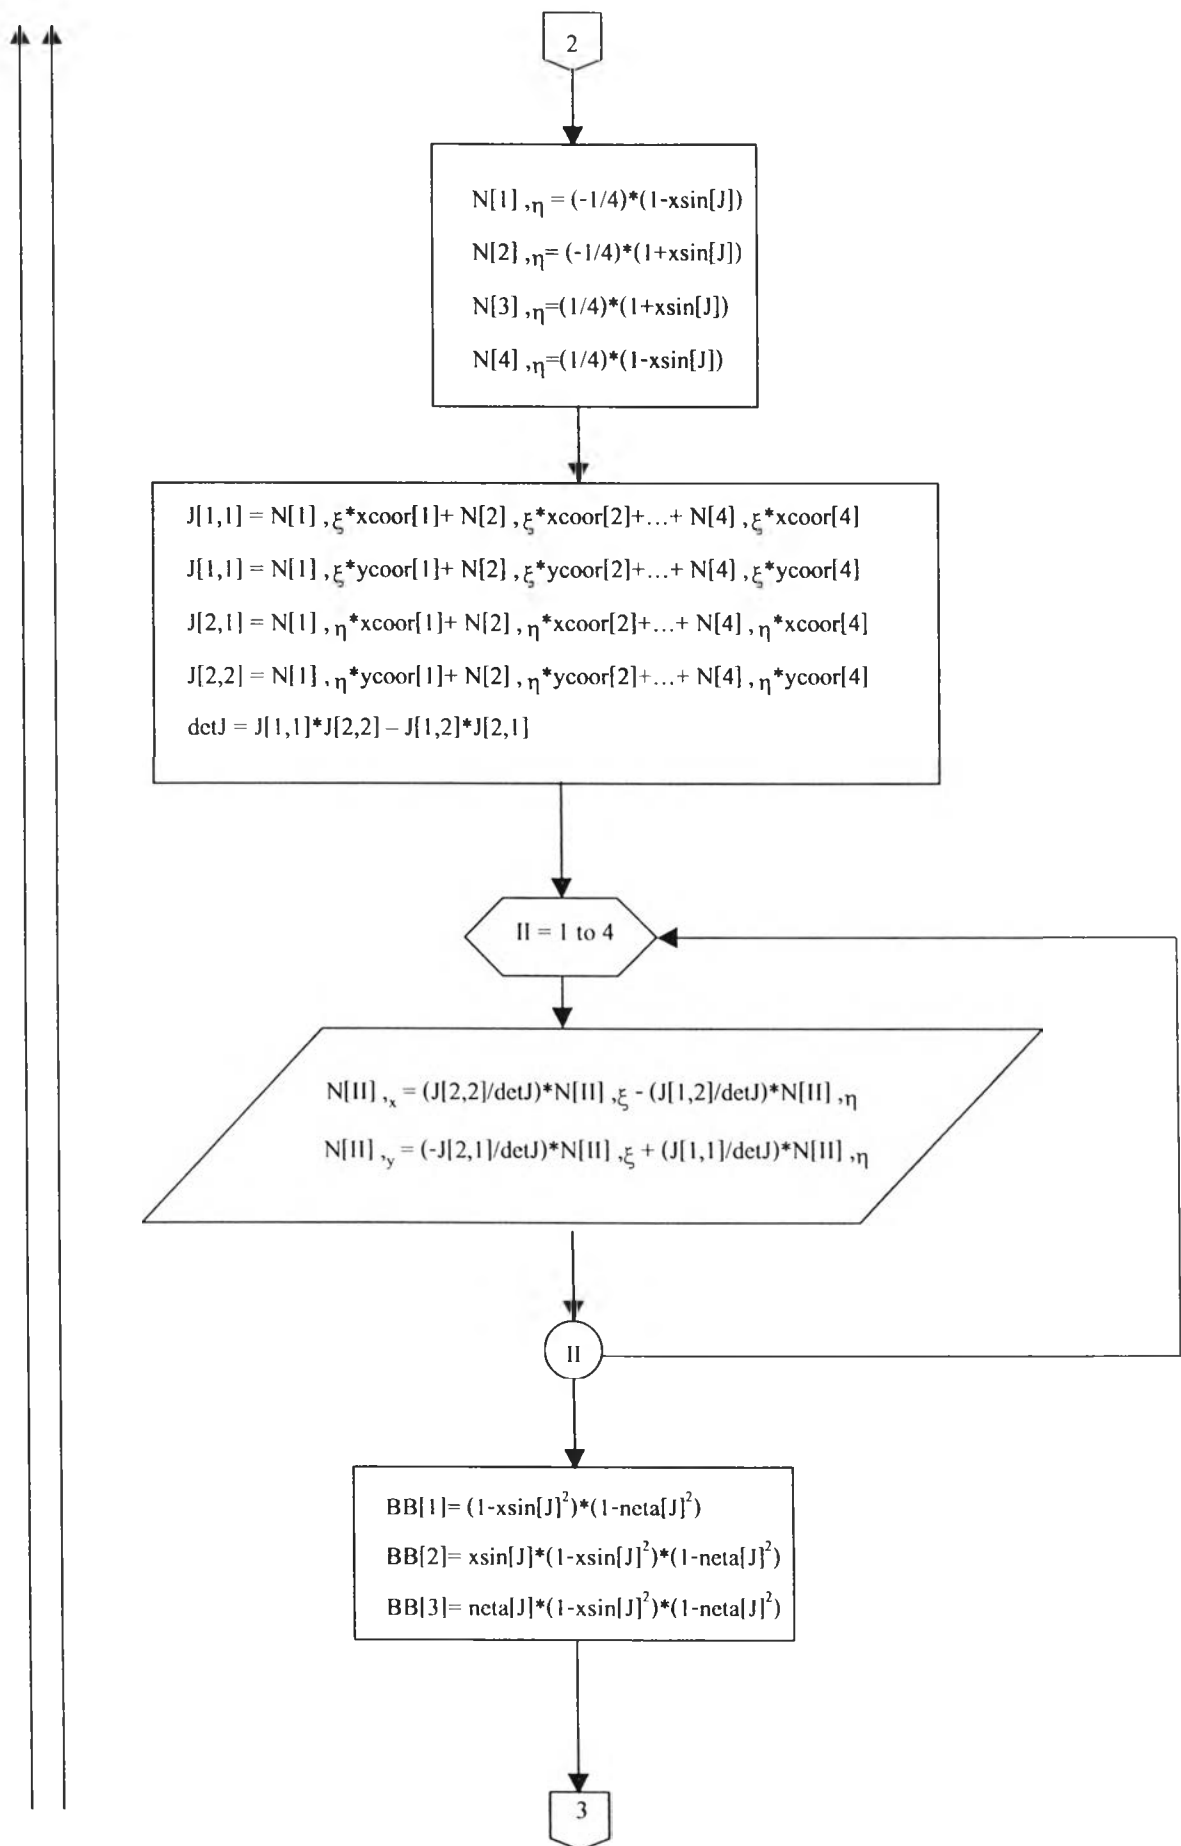 2
N[1] ,η = (-1/4)*(1-xsin[J])
N[2] ,η= (-1/4)*(1+xsin[J])
N[3] ,η=(1/4)*(1+xsin[J])
N[4] ,η=(1/4)*(1-xsin[J])
J[1,1] = N[1] ,ξ*xcoor[1]+ N[2] ,ξ*xcoor[2]+...+ N[4] ,ξ*xcoor[4]
J[1,1] = N[1] ,ξ*ycoor[1]+ N[2] ,ξ*ycoor[2]+...+ N[4] ,ξ*ycoor[4]
J[2,1] = N[1] ,η*xcoor[1]+ N[2] ,η*xcoor[2]+...+ N[4] ,η*xcoor[4]
J[2,2] = N[1] ,η*ycoor[1]+ N[2] ,η*ycoor[2]+...+ N[4] ,η*ycoor[4]
detJ = J[1,1]*J[2,2] – J[1,2]*J[2,1]
II = 1 to 4
N[II] ,x = (J[2,2]/detJ)*N[II] ,ξ - (J[1,2]/detJ)*N[II] ,η
N[II] ,y = (-J[2,1]/detJ)*N[II] ,ξ + (J[1,1]/detJ)*N[II] ,η
II
BB[1]= (1-xsin[J]²)*(1-neta[J]²)
BB[2]= xsin[J]*(1-xsin[J]²)*(1-neta[J]²)
BB[3]= neta[J]*(1-xsin[J]²)*(1-neta[J]²)
3